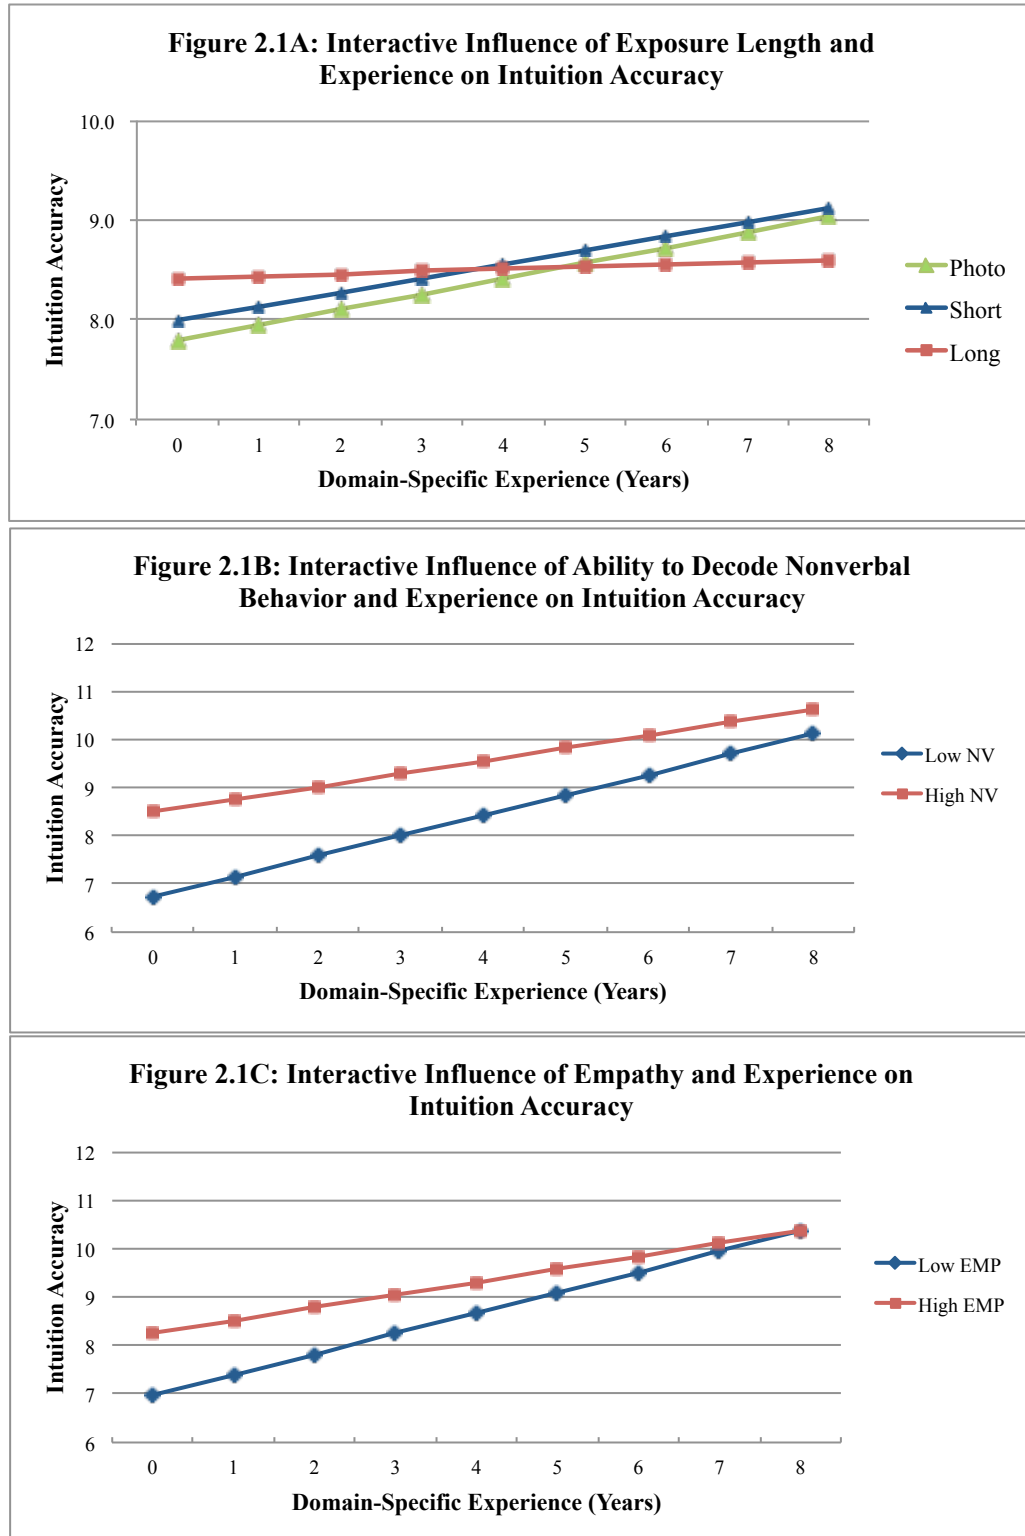 Figure 2.1A: Interactive Influence of Exposure Length and
Experience on Intuition Accuracy
10.0
9.0
8.0
7.0
Intuition Accuracy
0 1 2 3 4 5 6 7 8
Domain-Specific Experience (Years)
Photo
Short
Long
Figure 2.1B: Interactive Influence of Ability to Decode Nonverbal
Behavior and Experience on Intuition Accuracy
12
11
10
9
8
7
6
Intuition Accuracy
0 1 2 3 4 5 6 7 8
Domain-Specific Experience (Years)
Low NV
High NV
Figure 2.1C: Interactive Influence of Empathy and Experience on
Intuition Accuracy
12
11
10
9
8
7
6
Intuition Accuracy
0 1 2 3 4 5 6 7 8
Domain-Specific Experience (Years)
Low EMP
High EMP